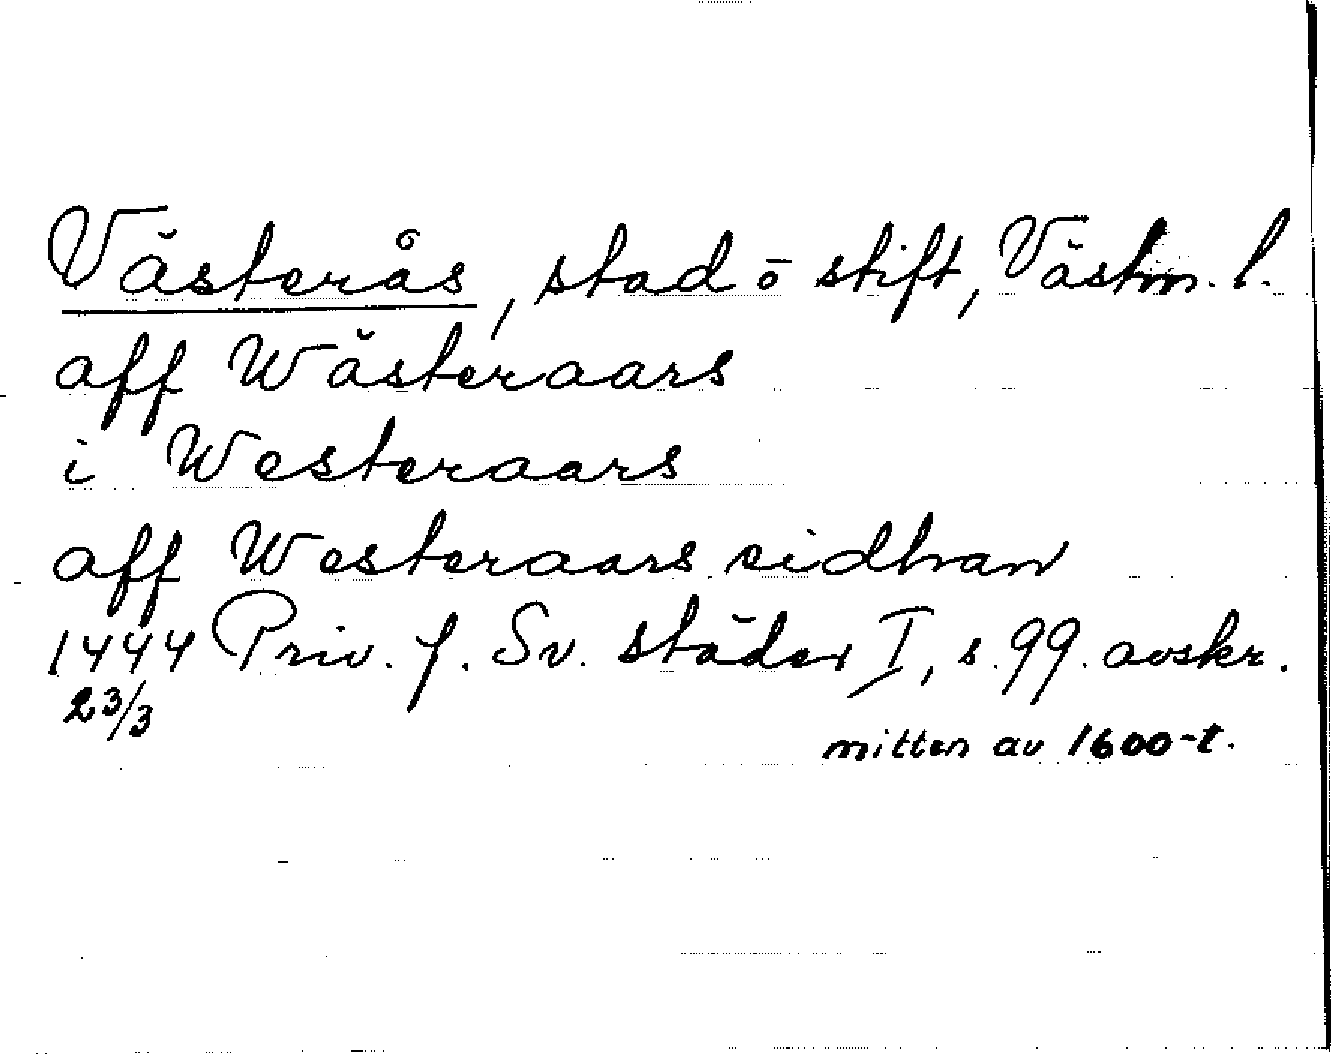 Västerås, stad o stift, Västm. l.
aff Wästeraars
i Westeraars
aff Westeraars sidhan
1444 Priv. f. Sv. städer I, s. 99. avskr.
23/3
mitten av 1600-t.